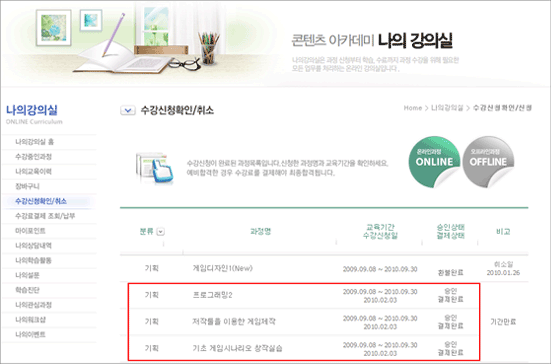 콘텐츠 아카데미 나의 강의실
나의강의실은 과정 신청부터 학습, 수료까지 과정 수강을 위해 필요한
모든 업무를 처리하는 온라인 강의실입니다.
나의강의실
ONLINE Curriculum
나의강의실 홈
수강중인과정
나의교육이력
장바구니
수강신청확인/취소
수강료결제 조회/납부
마이포인트
나의상담내역
나의학습활동
나의설문
학습진단
나의관심과정
나의워크샵
나의이벤트
수강신청확인/취소
Home > 나의강의실 > 수강신청확인/신청
수강신청이 완료된 과정목록입니다.신청한 과정명과 교육기간을 확인하세요.
예비합격한 경우 수강료를 결제해야 최종합격됩니다.
온라인과정
ONLINE
오프라인과정
OFFLINE
분류 과정명 교육기간 수강신청일 승인상태 결제상태 비고
기획 게임디자인1(New) 2009.09.08 ~ 2010.09.30 환불완료 취소일 2010.01.26
기획 프로그래밍2 2009.09.08 ~ 2010.09.30 2010.02.03 승인 결제완료
기획 저작툴을 이용한 게임제작 2009.09.08 ~ 2010.09.30 2010.02.03 승인 결제완료 기간만료
기획 기초 게임시나리오 창작실습 2009.09.08 ~ 2010.09.30 2010.02.03 승인 결제완료